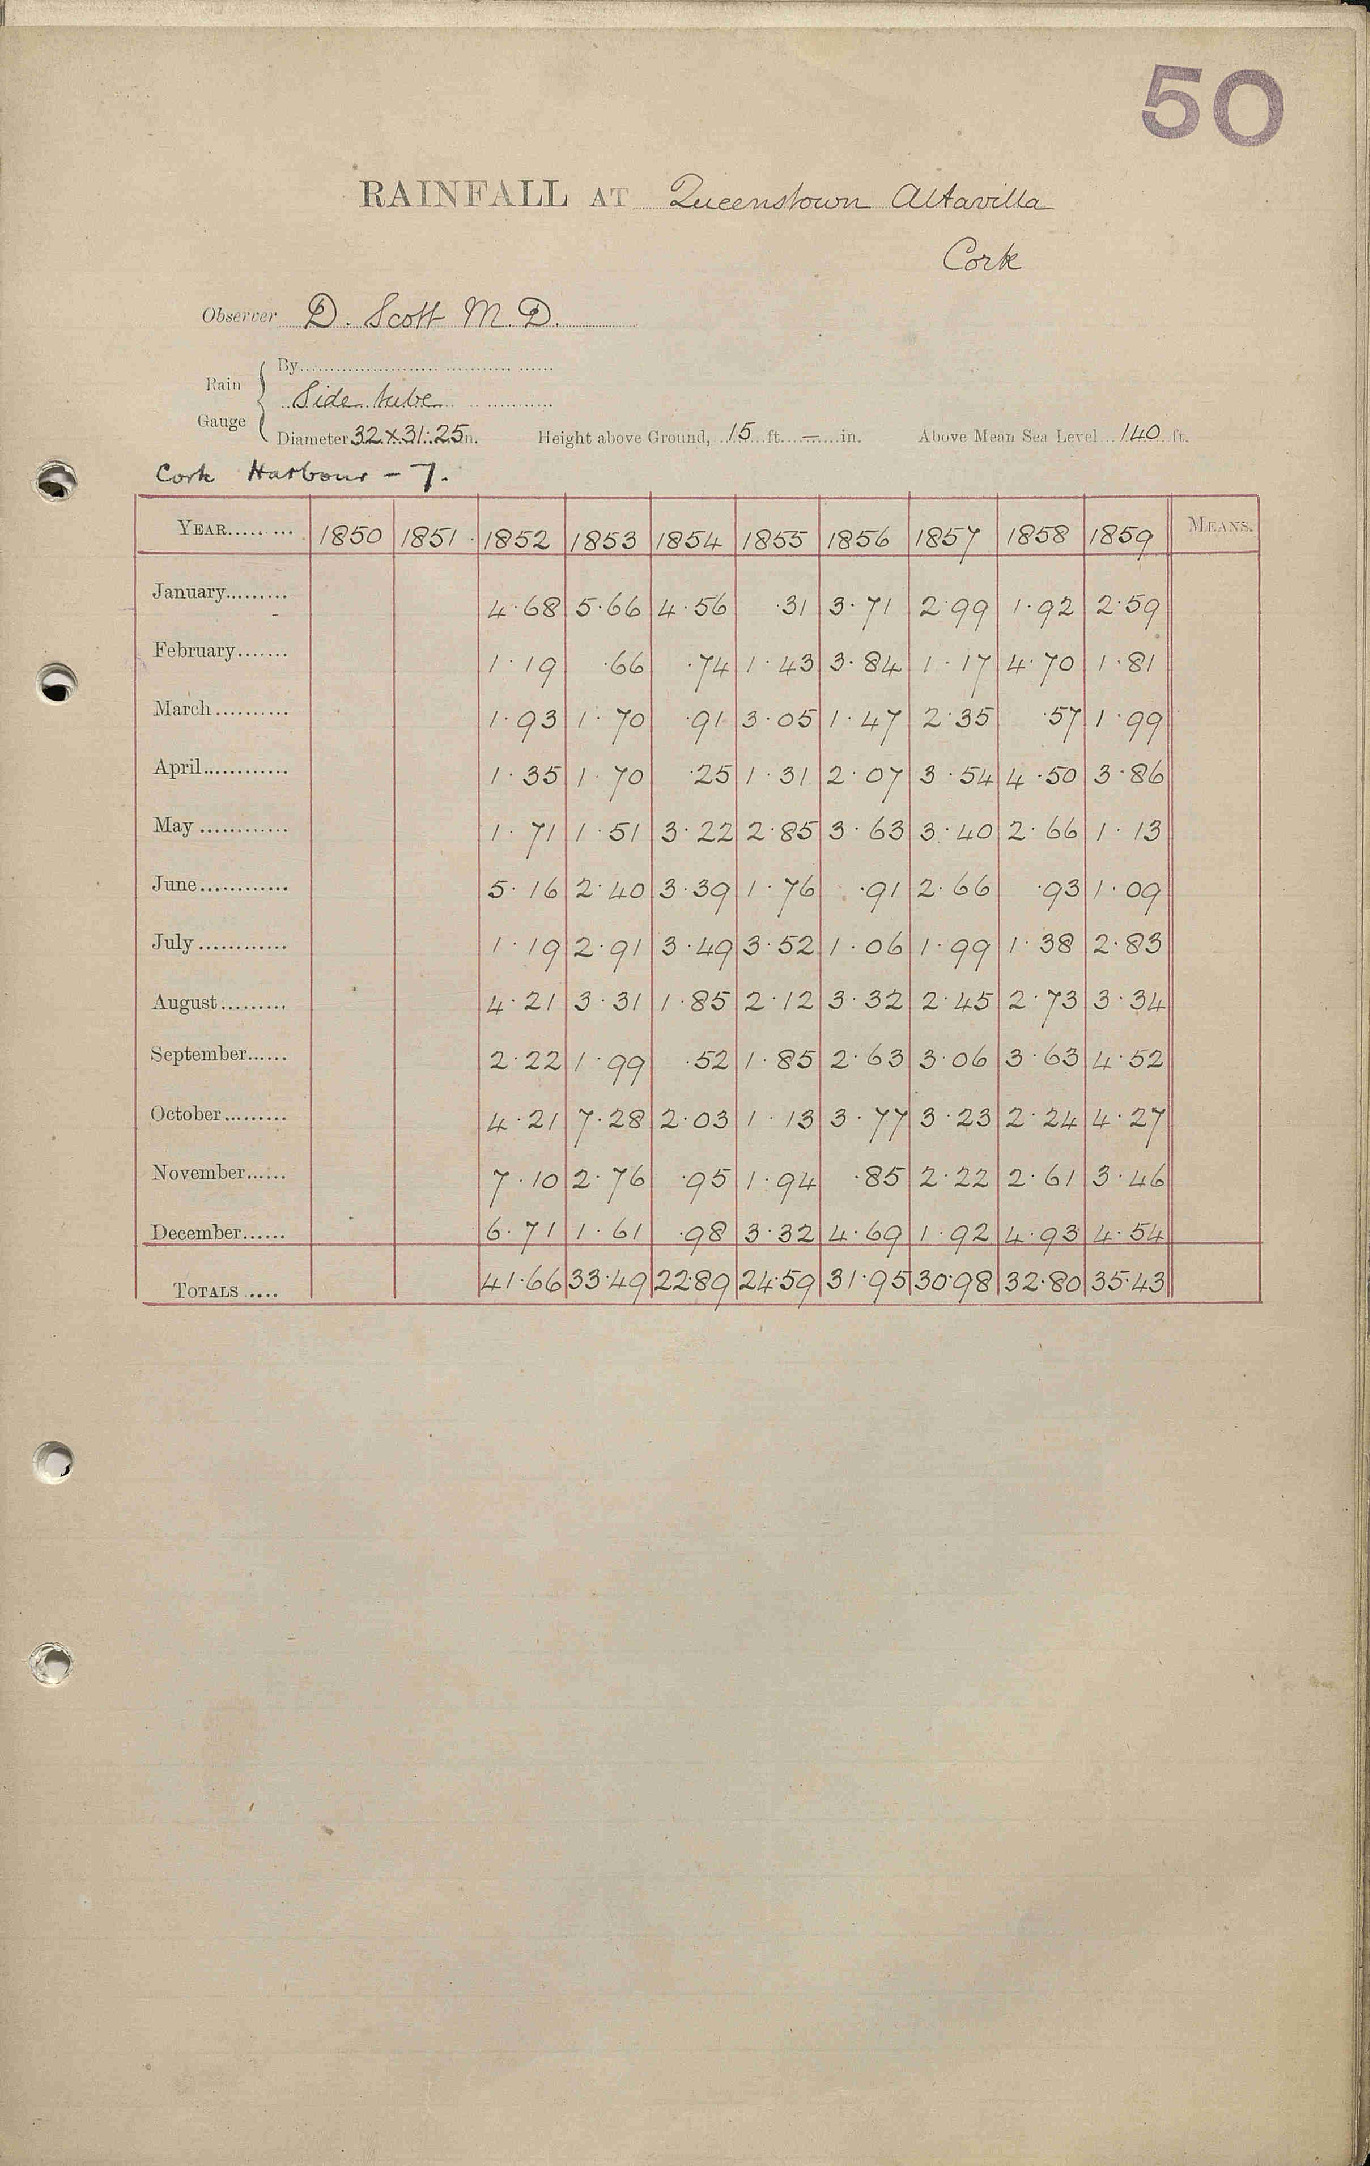 50
RAINFALL AT Queenstown Altavilla
Cork
Observer D. Scott M.D.
Rain Gauge
By
Side tube
Diameter 32 x 31.25 in. Height above Ground, 15 ft. — in. Above Mean Sea Level 140 ft.
Cork Harbour - 7.
YEAR 1850 1851 1852 1853 1854 1855 1856 1857 1858 1859 MEANS.
January 4.68 5.66 4.56 .31 3.71 2.99 1.92 2.59
February 1.19 .66 .74 1.43 3.84 1.17 4.70 1.81
March 1.93 1.70 .91 3.05 1.47 2.35 .57 1.99
April 1.35 1.70 .25 1.31 2.07 3.54 4.50 3.86
May 1.71 1.51 3.22 2.85 3.63 3.40 2.66 1.13
June 5.16 2.40 3.39 1.76 .91 2.66 .93 1.09
July 1.19 2.91 3.49 3.52 1.06 1.99 1.38 2.83
August 4.21 3.31 1.85 2.12 3.32 2.45 2.73 3.34
September 2.22 1.99 .52 1.85 2.63 3.06 3.63 4.52
October 4.21 7.28 2.03 1.13 3.77 3.23 2.24 4.27
November 7.10 2.76 .95 1.94 .85 2.22 2.61 3.46
December 6.71 1.61 .98 3.32 4.69 1.92 4.93 4.54
TOTALS 41.66 33.49 22.89 24.59 31.95 30.98 32.80 35.43